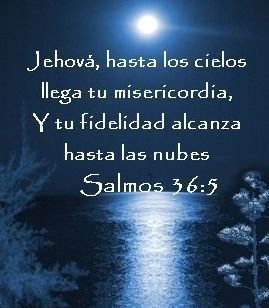 Jehová, hasta los cielos
llega tu misericordia,
Y tu fidelidad alcanza
hasta las nubes
Salmos 36:5